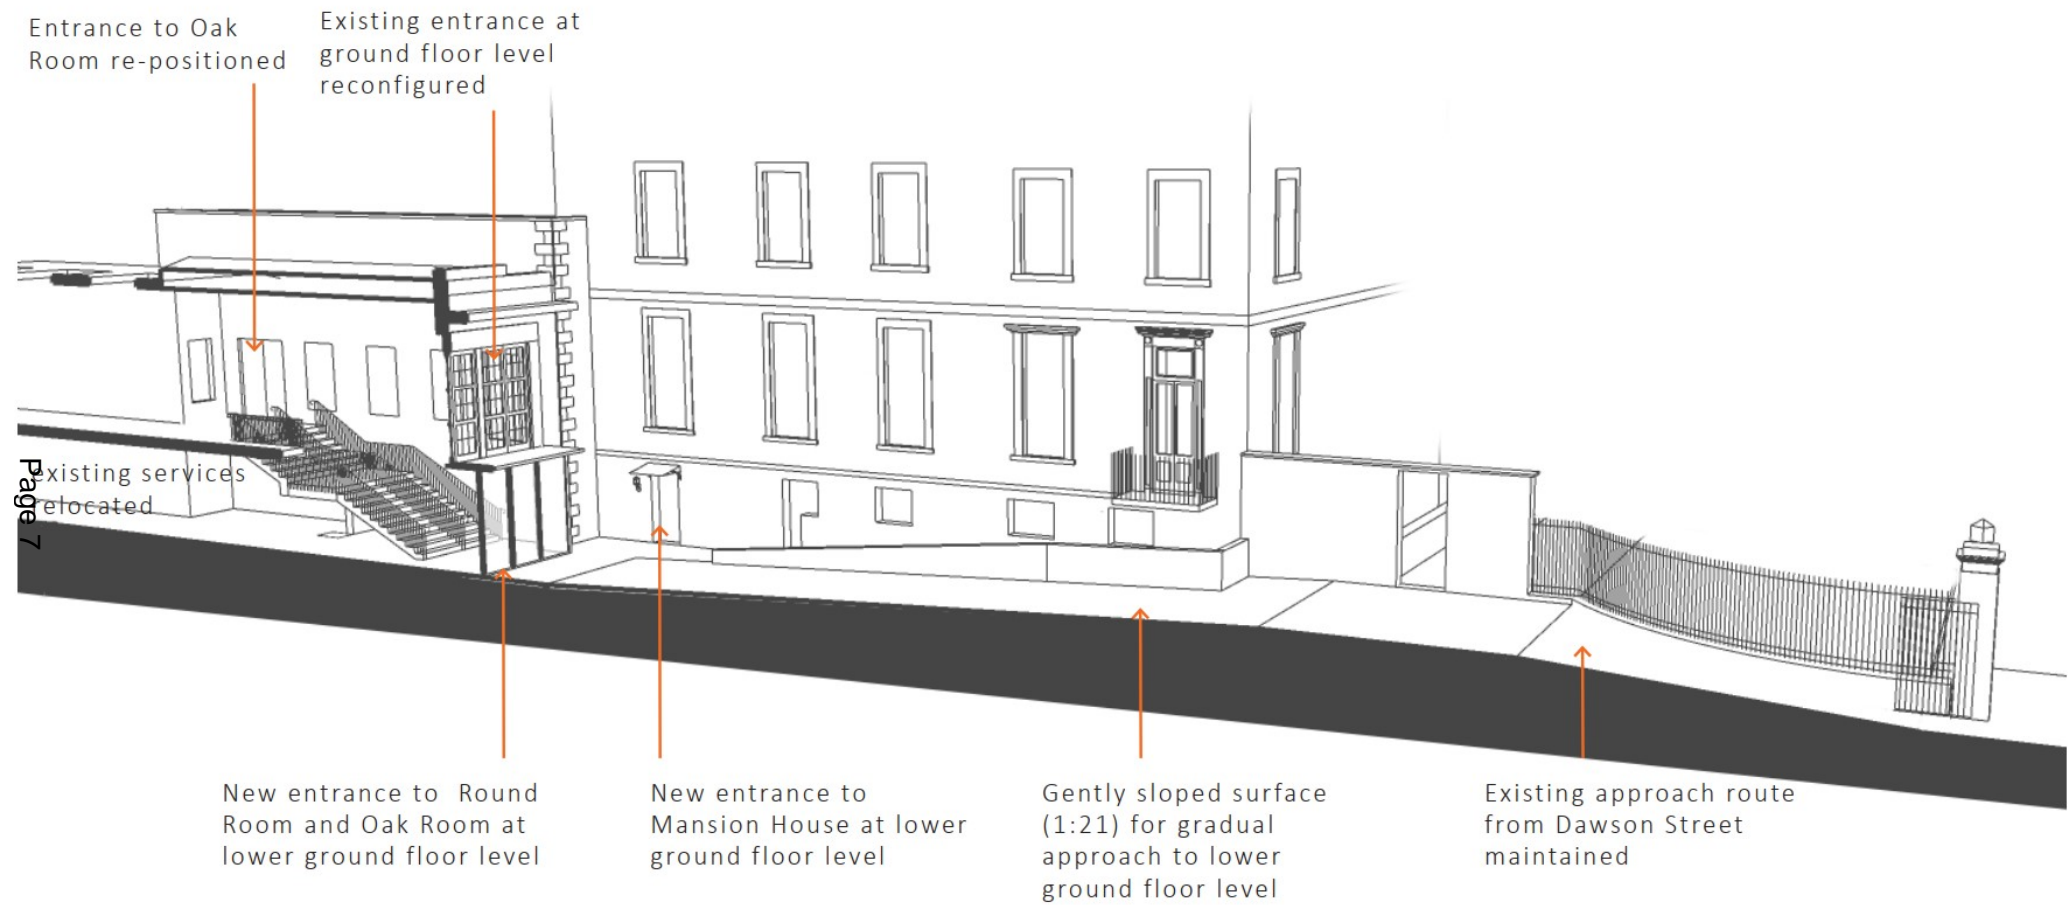 Entrance to Oak
Room re-positioned
Existing entrance at
ground floor level
reconfigured
existing services
relocated
Page 7
New entrance to  Round
Room and Oak Room at
lower ground floor level
New entrance to
Mansion House at lower
ground floor level
Gently sloped surface
(1:21) for gradual
approach to lower
ground floor level
Existing approach route
from Dawson Street
maintained